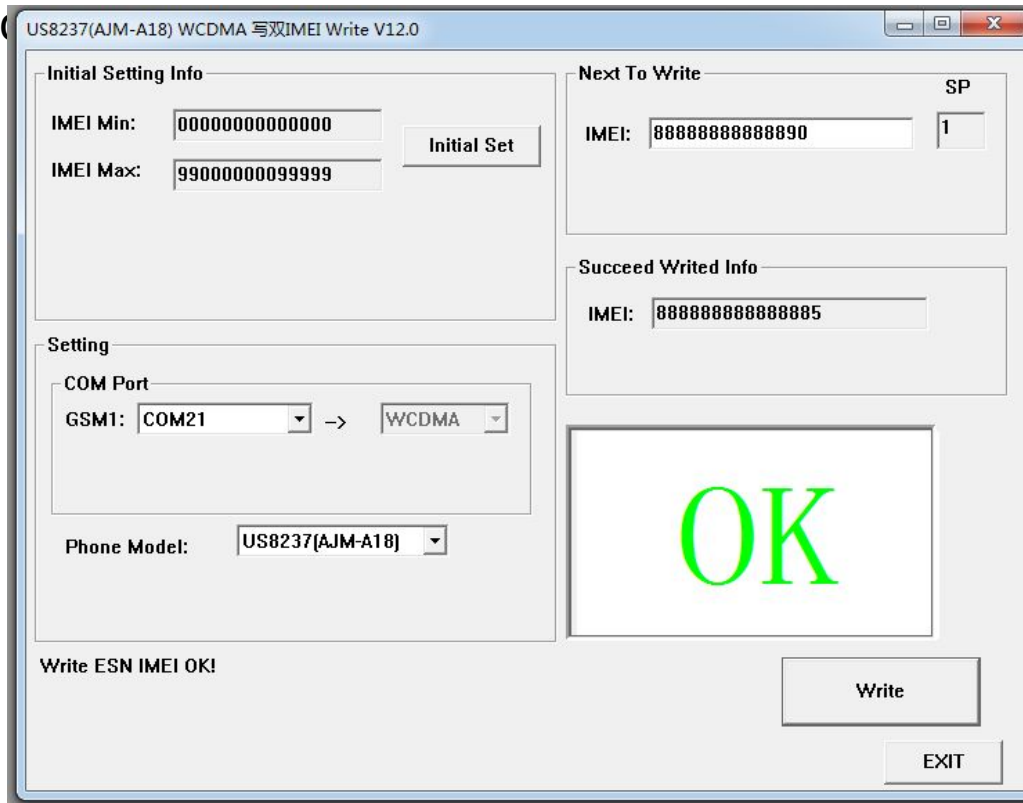 US8237(AJM-A18) WCDMA 写双IMEI Write V12.0
Initial Setting Info
IMEI Min: 00000000000000
Initial Set
IMEI Max: 99000000099999
Next To Write
SP
IMEI: 88888888888890 1
Succeed Writed Info
IMEI: 888888888888885
Setting
COM Port
GSM1: COM21 -> WCDMA
Phone Model: US8237(AJM-A18)
OK
Write ESN IMEI OK!
Write
EXIT